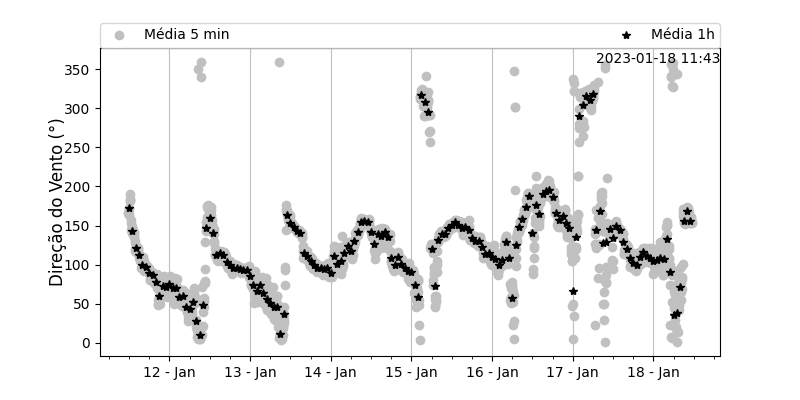 Média 5 min
Média 1h
2023-01-18 11:43
Direção do Vento (°)
350
300
250
200
150
100
50
0
12 - Jan
13 - Jan
14 - Jan
15 - Jan
16 - Jan
17 - Jan
18 - Jan